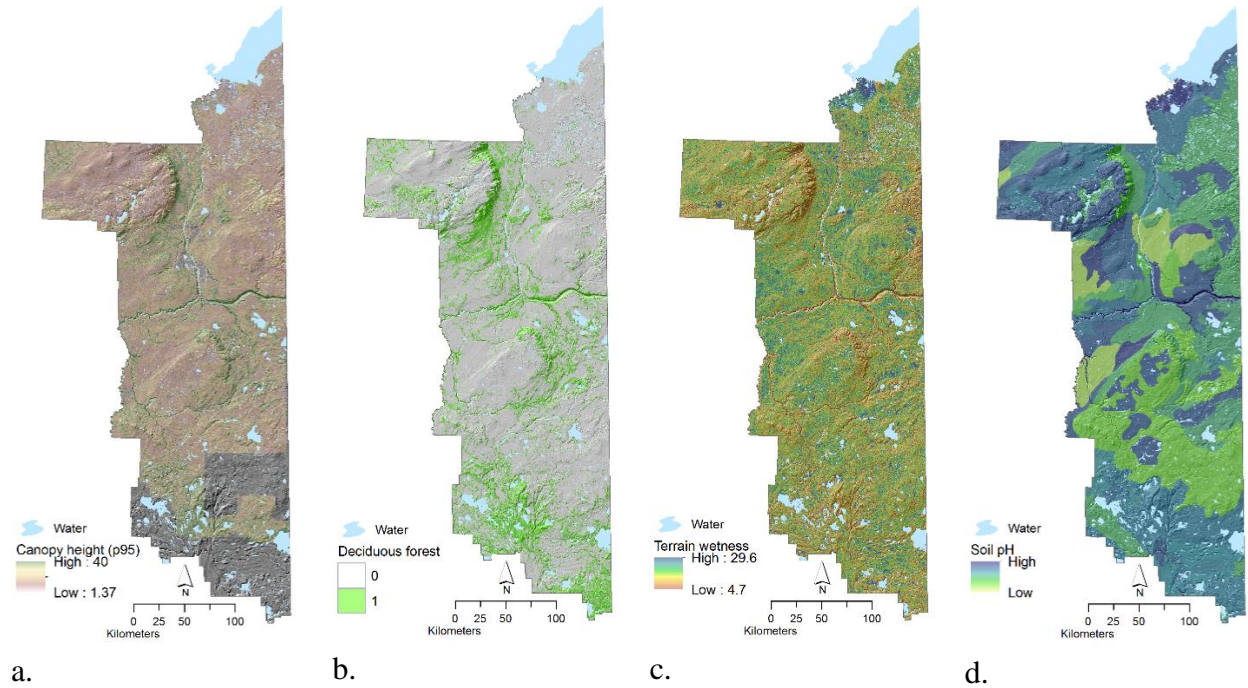 Water
Canopy height (p95)
High : 40
Low : 1.37
N
0 25 50 100
Kilometers
a.
Water
Deciduous forest
0
1
N
0 25 50 100
Kilometers
b.
Water
Terrain wetness
High : 29.6
Low : 4.7
N
0 25 50 100
Kilometers
c.
Water
Soil pH
High
Low
N
0 25 50 100
Kilometers
d.